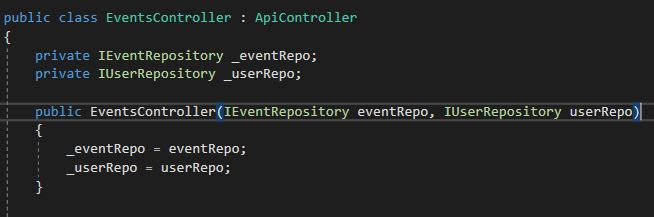 public class EventsController : ApiController
{
    private IEventRepository _eventRepo;
    private IUserRepository _userRepo;
    public EventsController(IEventRepository eventRepo, IUserRepository userRepo)
    {
        _eventRepo = eventRepo;
        _userRepo = userRepo;
    }